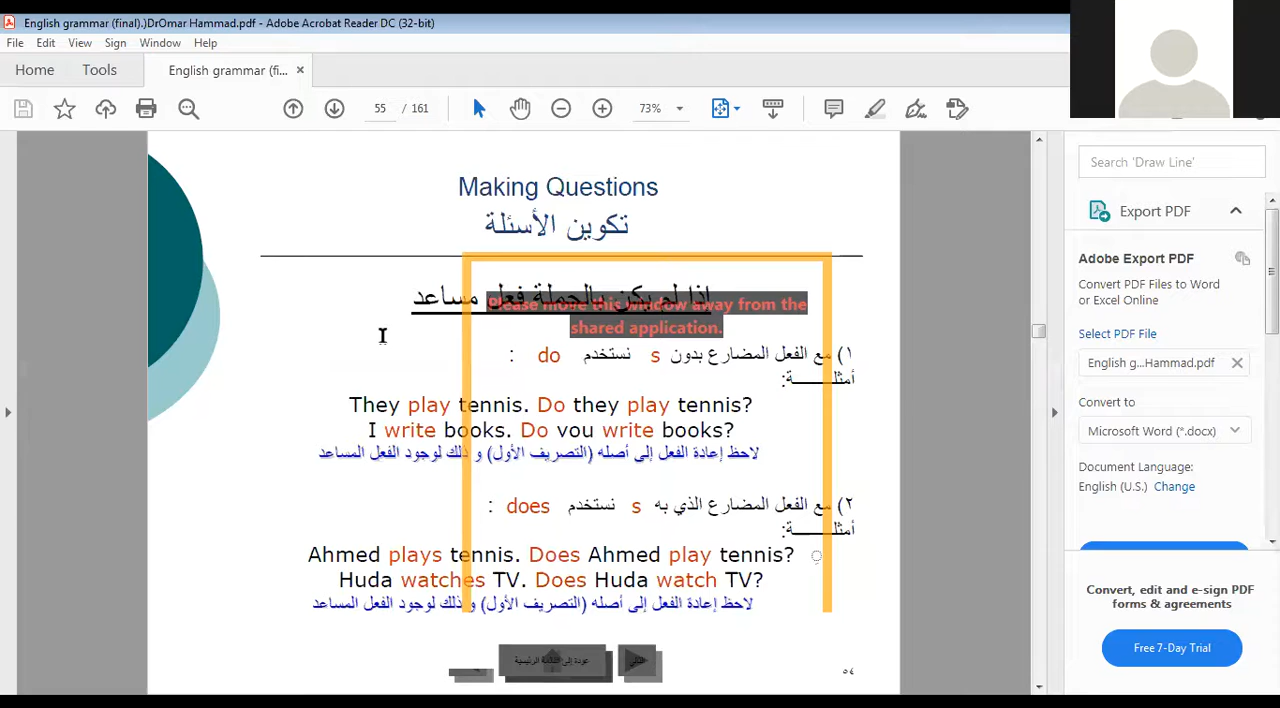 English grammar (final).)DrOmar Hammad.pdf - Adobe Acrobat Reader DC (32-bit)
File Edit View Sign Window Help
Home Tools English grammar (fi... ×
55 / 161 73%
Search 'Draw Line'
Making Questions
تكوين الأسئلة
إذا لم يكن بالجملة فعل مساعد
Please move this window away from the
shared application.
١) مع الفعل المضارع بدون s نستخدم do :
أمثلـــــــة:
They play tennis. Do they play tennis?
I write books. Do you write books?
لاحظ إعادة الفعل إلى أصله (التصريف الأول) و ذلك لوجود الفعل المساعد
٢) مع الفعل المضارع الذي به s نستخدم does :
أمثلـــــــة:
Ahmed plays tennis. Does Ahmed play tennis?
Huda watches TV. Does Huda watch TV?
لاحظ إعادة الفعل إلى أصله (التصريف الأول) و ذلك لوجود الفعل المساعد
عودة إلى القائمة الرئيسية
التالي
٥٤
Export PDF
Adobe Export PDF
Convert PDF Files to Word
or Excel Online
Select PDF File
English g...Hammad.pdf ×
Convert to
Microsoft Word (*.docx)
Document Language:
English (U.S.) Change
Convert, edit and e-sign PDF
forms & agreements
Free 7-Day Trial